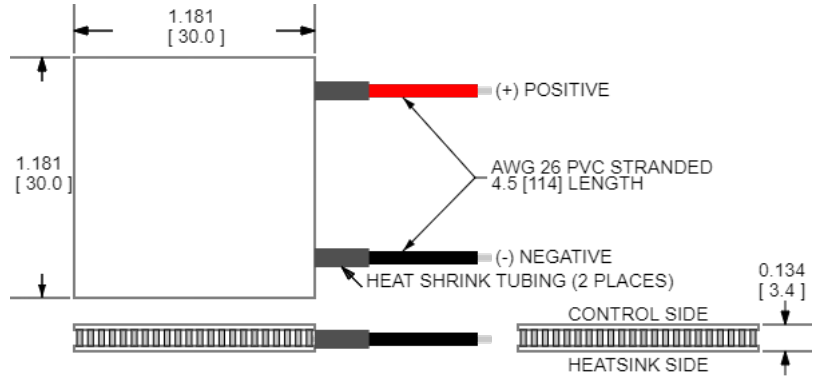 1.181
[ 30.0 ]
(+) POSITIVE
1.181
[ 30.0 ]
AWG 26 PVC STRANDED
4.5 [114] LENGTH
(-) NEGATIVE
HEAT SHRINK TUBING (2 PLACES)
0.134
[ 3.4 ]
CONTROL SIDE
HEATSINK SIDE